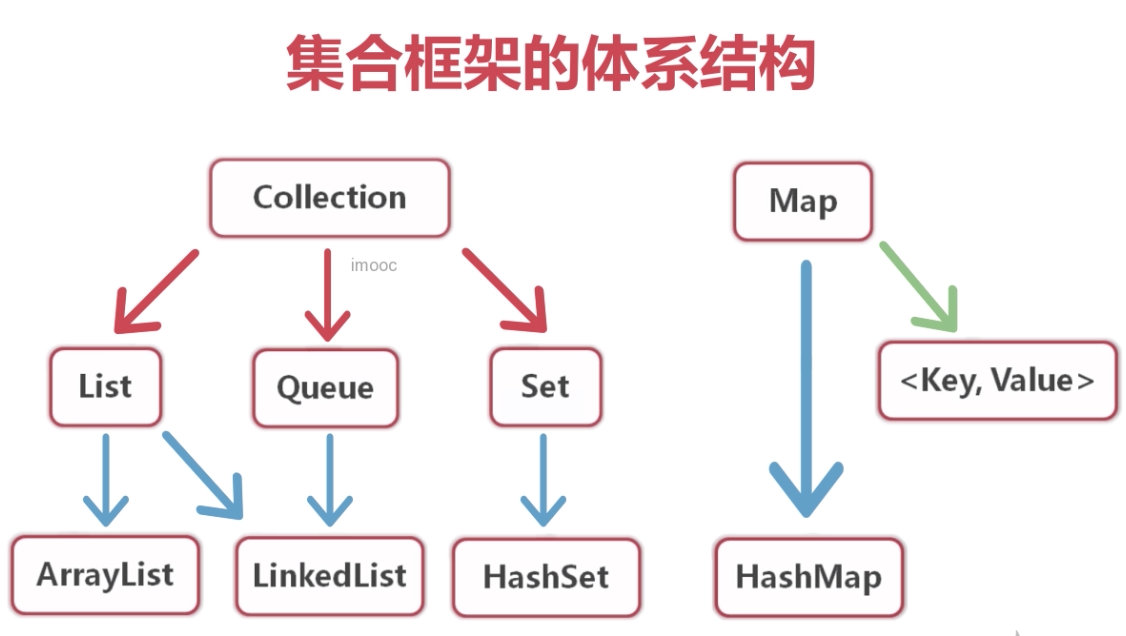 集合框架的体系结构
Collection
Map
imooc
List
Queue
Set
<Key, Value>
ArrayList
LinkedList
HashSet
HashMap